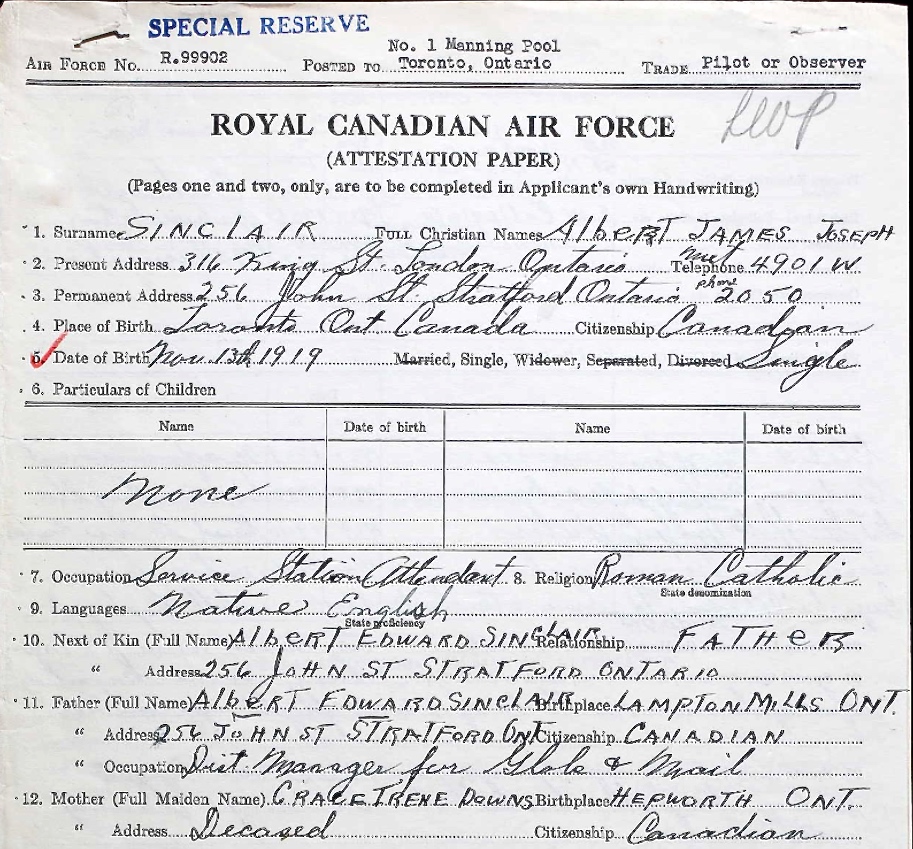 SPECIAL RESERVE
No. 1 Manning Pool
AIR FORCE NO. R.99902 POSTED TO Toronto, Ontario TRADE Pilot or Observer
ROYAL CANADIAN AIR FORCE
(ATTESTATION PAPER)
(Pages one and two, only, are to be completed in Applicant's own Handwriting)
1. Surname SINClAIR FULL Christian Names AlbeRT JAMES JOSEPH
2. Present Address 316 King St. London Ontario Telephone 4901 W
3. Permanent Address 256 John St. Stratford Ontario phone 2050
4. Place of Birth Toronto Ont Canada Citizenship Canadian
5. Date of Birth Nov. 13th 1919 Married, Single, Widower, Separated, Divorced Single
6. Particulars of Children
Name Date of birth Name Date of birth
None
7. Occupation Service Station Attendant 8. Religion Roman Catholic
State denomination
9. Languages Native English
State proficiency
10. Next of Kin (Full Name) AlbeRT EDWARD SINClAIR Relationship FATHER
" Address 256 JOHN ST STRATFORD ONTARIO
11. Father (Full Name) AlbeRT EDWARD SINClAIR Birthplace LAMPTON MILLS ONT.
" Address 256 JOHN ST STRATFORD ONT Citizenship CANADIAN
" Occupation Dist Manager for Globe & Mail
12. Mother (Full Maiden Name) GRACE IRENE DOWNS Birthplace HEPWORTH ONT.
" Address Decased Citizenship Canadian